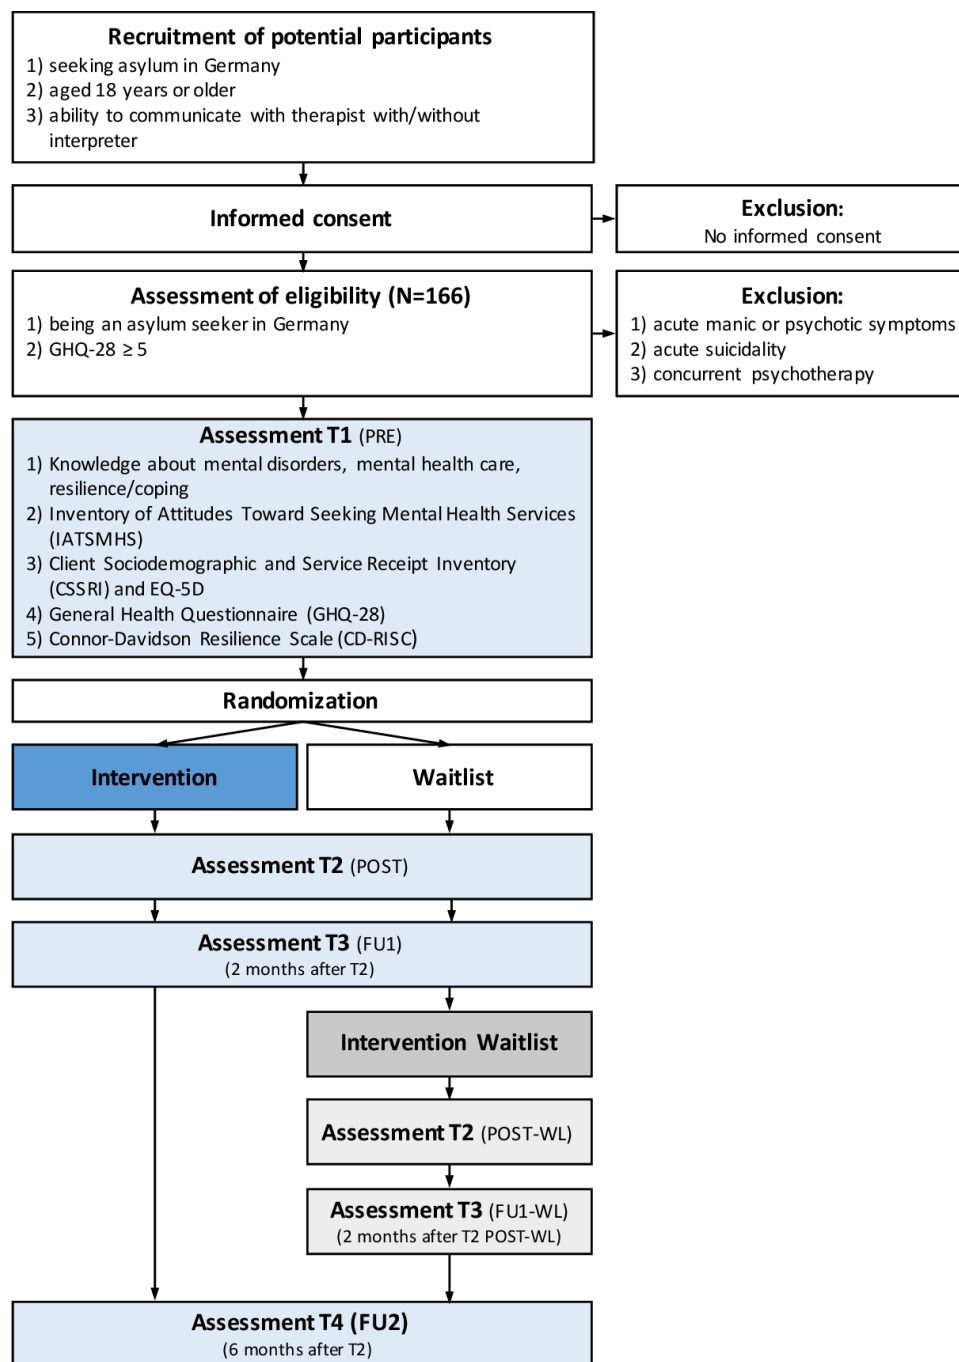 Recruitment of potential participants
1) seeking asylum in Germany
2) aged 18 years or older
3) ability to communicate with therapist with/without
interpreter
Informed consent
Exclusion:
No informed consent
Assessment of eligibility (N=166)
1) being an asylum seeker in Germany
2) GHQ-28 ≥ 5
Exclusion:
1) acute manic or psychotic symptoms
2) acute suicidality
3) concurrent psychotherapy
Assessment T1 (PRE)
1) Knowledge about mental disorders, mental health care,
resilience/coping
2) Inventory of Attitudes Toward Seeking Mental Health Services
(IATSMHS)
3) Client Sociodemographic and Service Receipt Inventory
(CSSRI) and EQ-5D
4) General Health Questionnaire (GHQ-28)
5) Connor-Davidson Resilience Scale (CD-RISC)
Randomization
Intervention
Waitlist
Assessment T2 (POST)
Assessment T3 (FU1)
(2 months after T2)
Intervention Waitlist
Assessment T2 (POST-WL)
Assessment T3 (FU1-WL)
(2 months after T2 POST-WL)
Assessment T4 (FU2)
(6 months after T2)